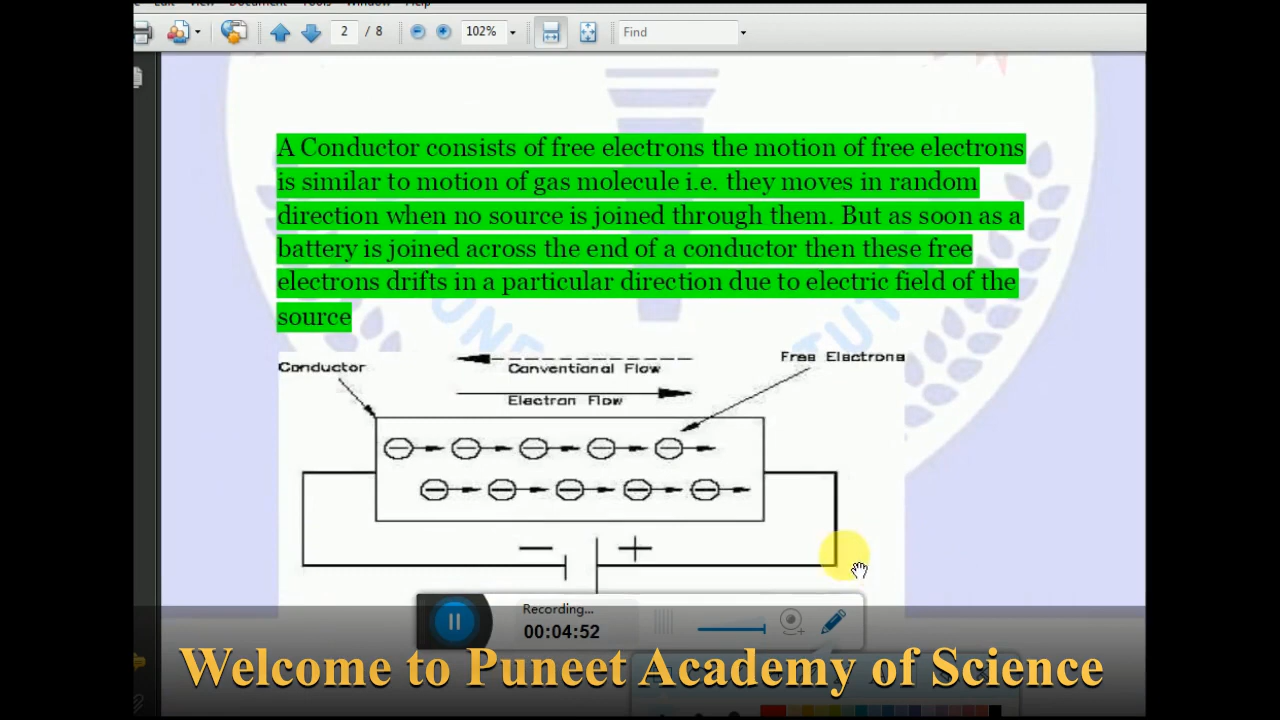 2 / 8
102%
Find
A Conductor consists of free electrons the motion of free electrons
is similar to motion of gas molecule i.e. they moves in random
direction when no source is joined through them. But as soon as a
battery is joined across the end of a conductor then these free
electrons drifts in a particular direction due to electric field of the
source
Conductor
Conventional Flow
Free Electrons
Electron Flow
− +
Recording...
00:04:52
Welcome to Puneet Academy of Science